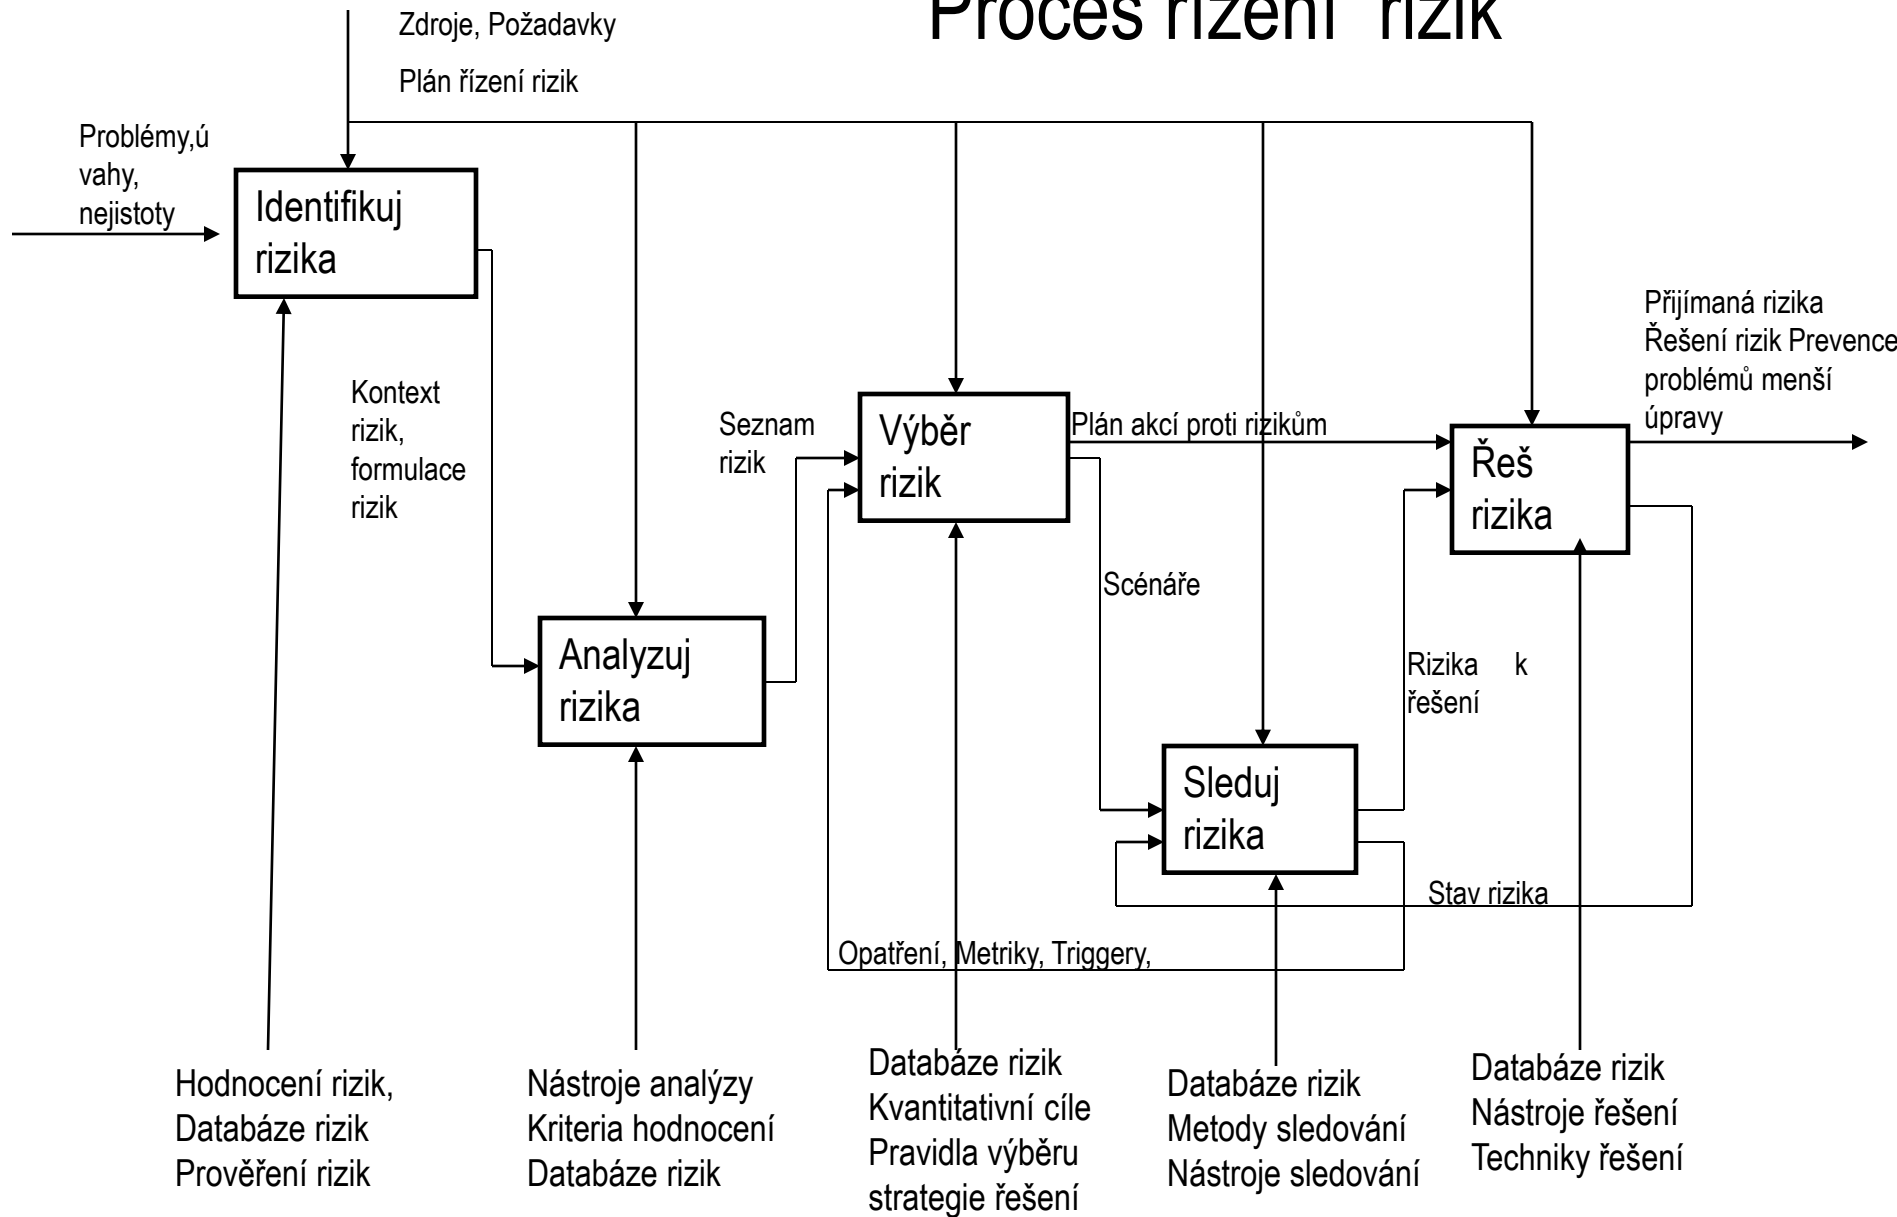 Proces řízení rizik
Zdroje, Požadavky
Plán řízení rizik
Problémy,ú
vahy,
nejistoty
Identifikuj
rizika
Kontext
rizik,
formulace
rizik
Analyzuj
rizika
Seznam
rizik
Výběr
rizik
Plán akcí proti rizikům
Scénáře
Sleduj
rizika
Rizika k
řešení
Řeš
rizika
Přijímaná rizika
Řešení rizik Prevence
problémů menší
úpravy
Stav rizika
Opatření, Metriky, Triggery,
Hodnocení rizik,
Databáze rizik
Prověření rizik
Nástroje analýzy
Kriteria hodnocení
Databáze rizik
Databáze rizik
Kvantitativní cíle
Pravidla výběru
strategie řešení
Databáze rizik
Metody sledování
Nástroje sledování
Databáze rizik
Nástroje řešení
Techniky řešení